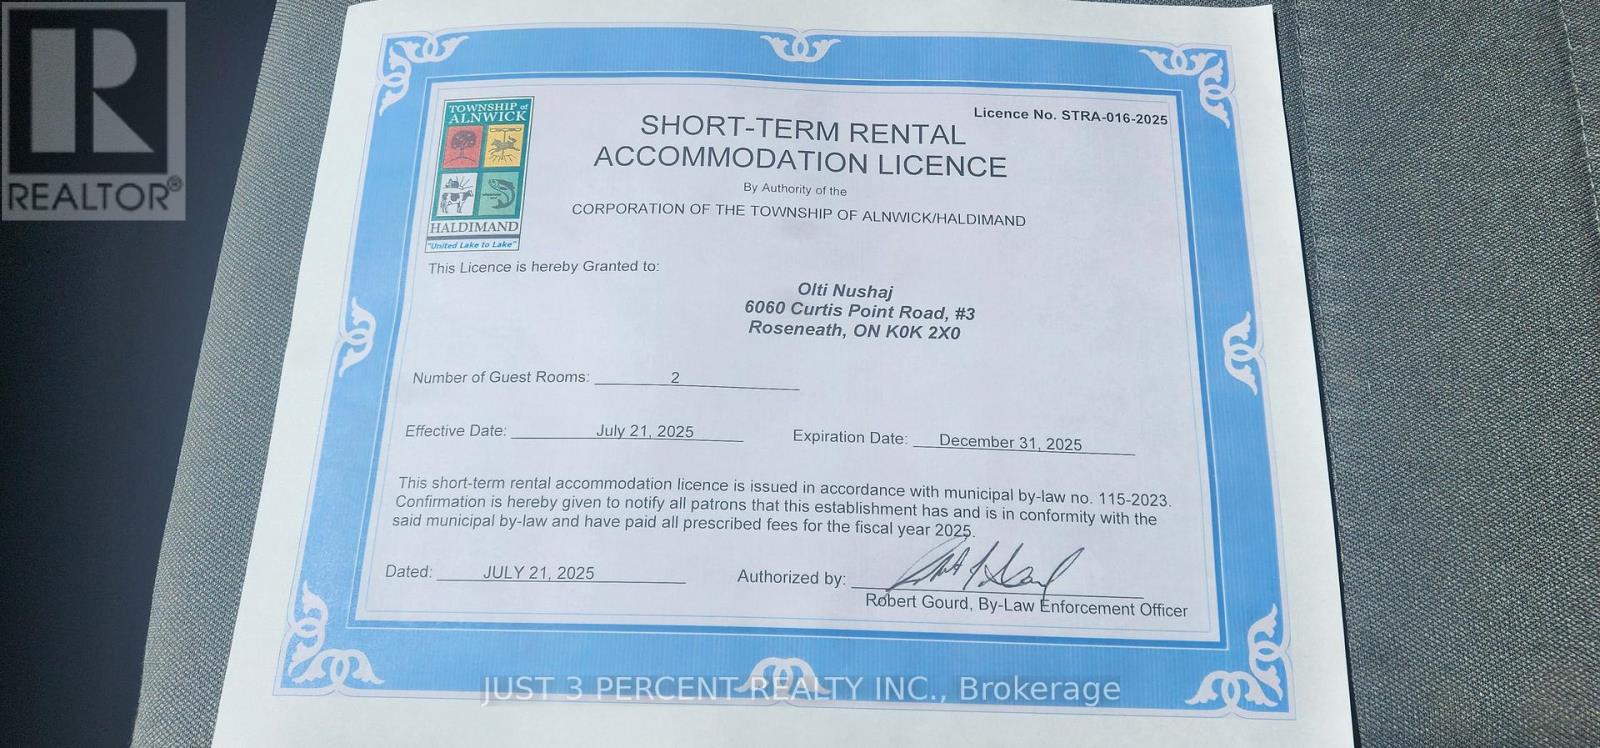 REALTOR®
TOWNSHIP of
ALNWICK
HALDIMAND
"United Lake to Lake"
Licence No. STRA-016-2025
SHORT-TERM RENTAL
ACCOMMODATION LICENCE
By Authority of the
CORPORATION OF THE TOWNSHIP OF ALNWICK/HALDIMAND
This Licence is hereby Granted to:
Olti Nushaj
6060 Curtis Point Road, #3
Roseneath, ON K0K 2X0
Number of Guest Rooms: 2
Effective Date: July 21, 2025 Expiration Date: December 31, 2025
This short-term rental accommodation licence is issued in accordance with municipal by-law no. 115-2023.
Confirmation is hereby given to notify all patrons that this establishment has and is in conformity with the
said municipal by-law and have paid all prescribed fees for the fiscal year 2025.
Dated: JULY 21, 2025 Authorized by:
Robert Gourd, By-Law Enforcement Officer
JUST 3 PERCENT REALTY INC., Brokerage